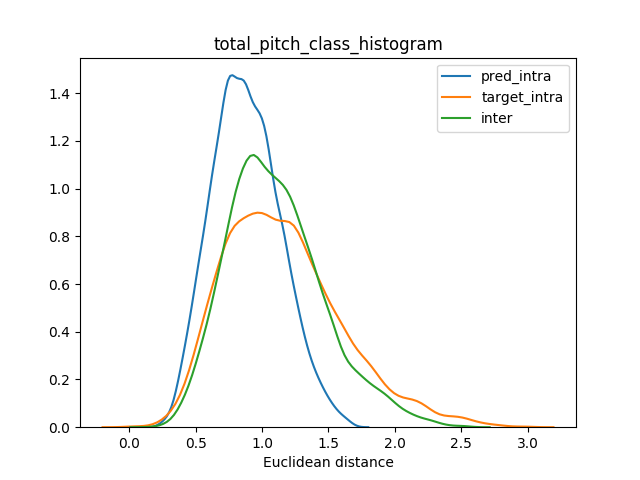 total_pitch_class_histogram
pred_intra
target_intra
inter
1.4
1.2
1.0
0.8
0.6
0.4
0.2
0.0
0.0 0.5 1.0 1.5 2.0 2.5 3.0
Euclidean distance